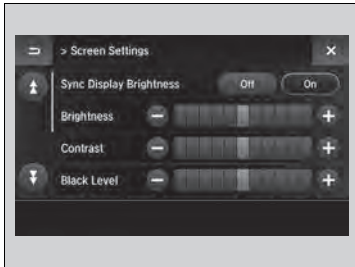 > Screen Settings
Sync Display Brightness Off On
Brightness
Contrast
Black Level